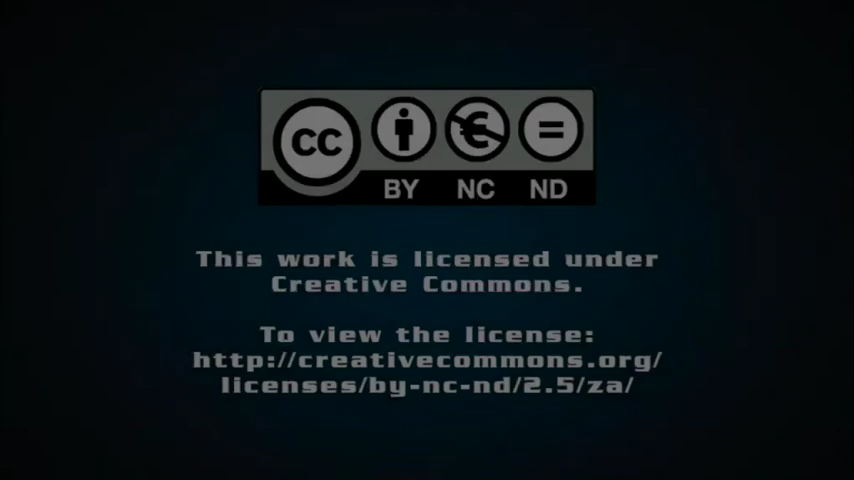 CC
BY NC ND
This work is licensed under
Creative Commons.
To view the license:
http://creativecommons.org/
licenses/by-nc-nd/2.5/za/